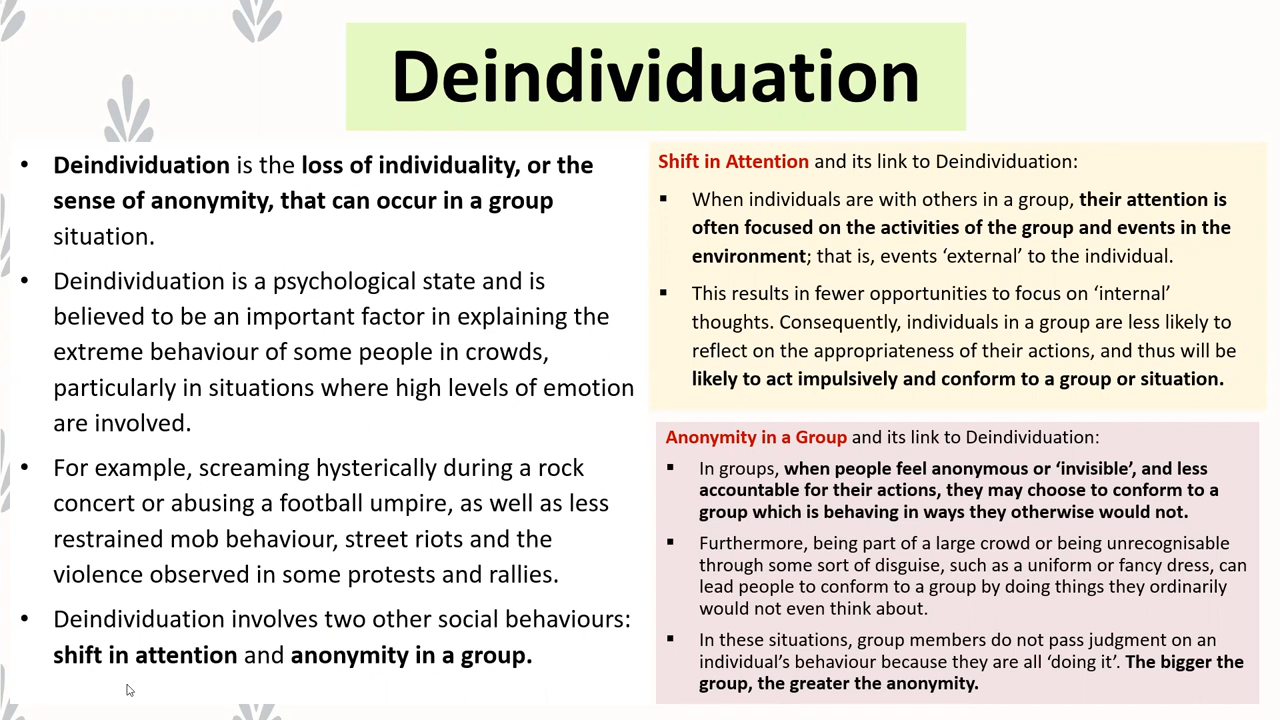 Deindividuation
• Deindividuation is the loss of individuality, or the
sense of anonymity, that can occur in a group
situation.
• Deindividuation is a psychological state and is
believed to be an important factor in explaining the
extreme behaviour of some people in crowds,
particularly in situations where high levels of emotion
are involved.
• For example, screaming hysterically during a rock
concert or abusing a football umpire, as well as less
restrained mob behaviour, street riots and the
violence observed in some protests and rallies.
• Deindividuation involves two other social behaviours:
shift in attention and anonymity in a group.
Shift in Attention and its link to Deindividuation:
▪ When individuals are with others in a group, their attention is
often focused on the activities of the group and events in the
environment; that is, events ‘external’ to the individual.
▪ This results in fewer opportunities to focus on ‘internal’
thoughts. Consequently, individuals in a group are less likely to
reflect on the appropriateness of their actions, and thus will be
likely to act impulsively and conform to a group or situation.
Anonymity in a Group and its link to Deindividuation:
▪ In groups, when people feel anonymous or ‘invisible’, and less
accountable for their actions, they may choose to conform to a
group which is behaving in ways they otherwise would not.
▪ Furthermore, being part of a large crowd or being unrecognisable
through some sort of disguise, such as a uniform or fancy dress, can
lead people to conform to a group by doing things they ordinarily
would not even think about.
▪ In these situations, group members do not pass judgment on an
individual’s behaviour because they are all ‘doing it’. The bigger the
group, the greater the anonymity.